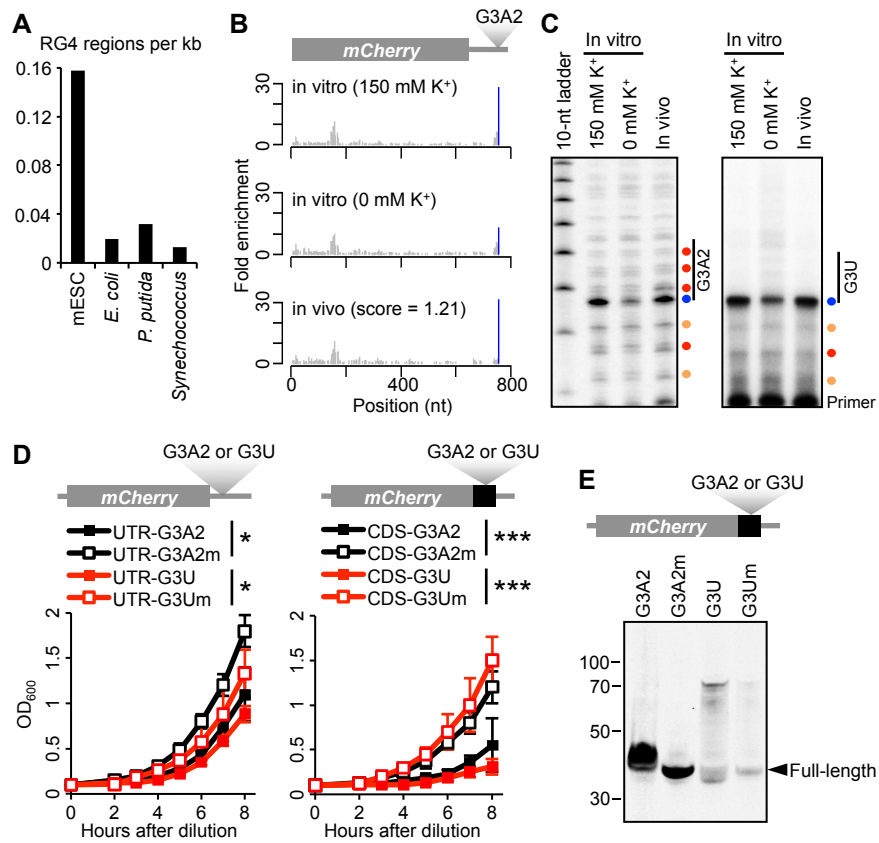 A
RG4 regions per kb
0.16
0.12
0.08
0.04
0
mESC
E. coli
P. putida
Synechococcus
B
G3A2
mCherry
Fold enrichment
30
0
in vitro (150 mM K⁺)
30
0
in vitro (0 mM K⁺)
30
0
in vivo (score = 1.21)
0
400
800
Position (nt)
C
In vitro
10-nt ladder
150 mM K⁺
0 mM K⁺
In vivo
G3A2
In vitro
150 mM K⁺
0 mM K⁺
In vivo
G3U
Primer
D
G3A2 or G3U
mCherry
UTR-G3A2
UTR-G3A2m
*
UTR-G3U
UTR-G3Um
*
OD₆₀₀
2
1.5
1
0.5
0
0
2
4
6
8
Hours after dilution
G3A2 or G3U
mCherry
CDS-G3A2
CDS-G3A2m
***
CDS-G3U
CDS-G3Um
***
2
1.5
1
0.5
0
0
2
4
6
8
Hours after dilution
E
G3A2 or G3U
mCherry
G3A2
G3A2m
G3U
G3Um
100
70
50
30
Full-length